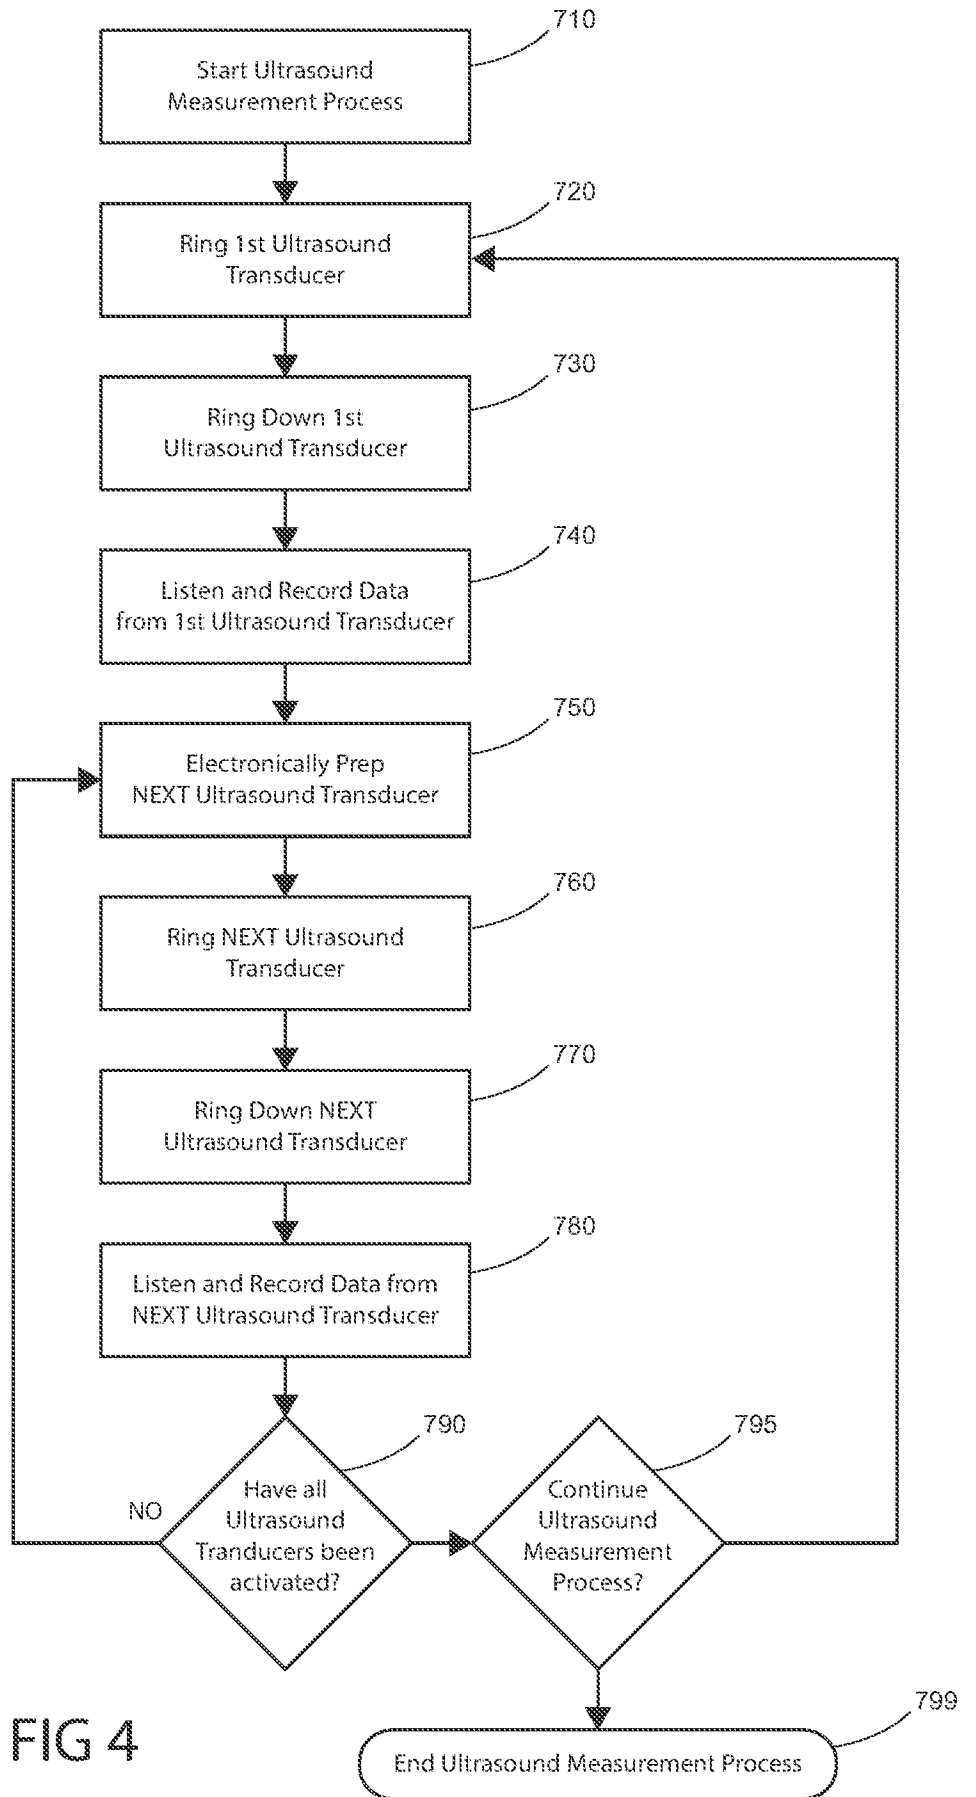 710
Start Ultrasound
Measurement Process
720
Ring 1st Ultrasound
Transducer
730
Ring Down 1st
Ultrasound Transducer
740
Listen and Record Data
from 1st Ultrasound Transducer
750
Electronically Prep
NEXT Ultrasound Transducer
760
Ring NEXT Ultrasound
Transducer
770
Ring Down NEXT
Ultrasound Transducer
780
Listen and Record Data from
NEXT Ultrasound Transducer
790
NO
Have all
Ultrasound
Tranducers been
activated?
795
Continue
Ultrasound
Measurement
Process?
799
End Ultrasound Measurement Process
FIG 4